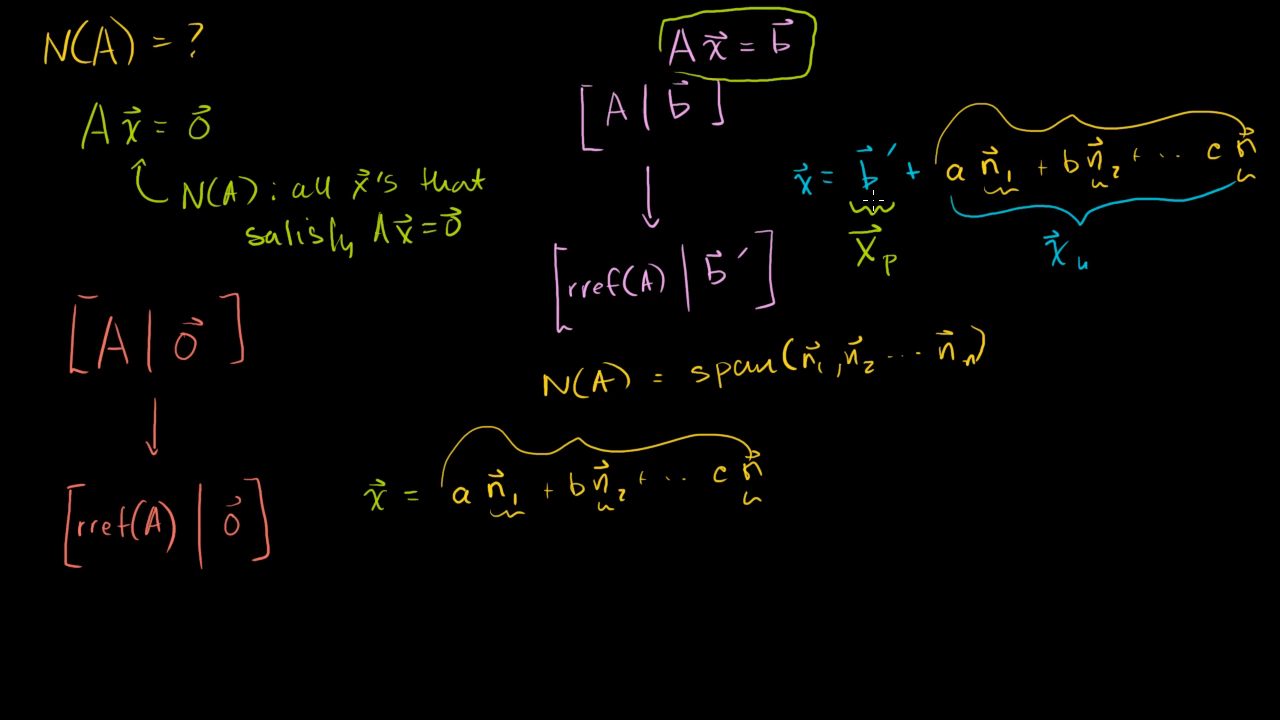 N(A) = ?
A x⃗ = 0⃗
N(A) : all x⃗'s that
satisfy A x⃗ = 0⃗
[A | 0⃗]
[rref(A) | 0⃗]
A x⃗ = b⃗
[A | b⃗]
[rref(A) | b⃗′]
x⃗ = b⃗′ + a n⃗₁ + b n⃗₂ + ... c n⃗
x⃗ₚ x⃗ₙ
N(A) = span(n⃗₁, n⃗₂ ... n⃗ₙ)
x⃗ = a n⃗₁ + b n⃗₂ + ... c n⃗